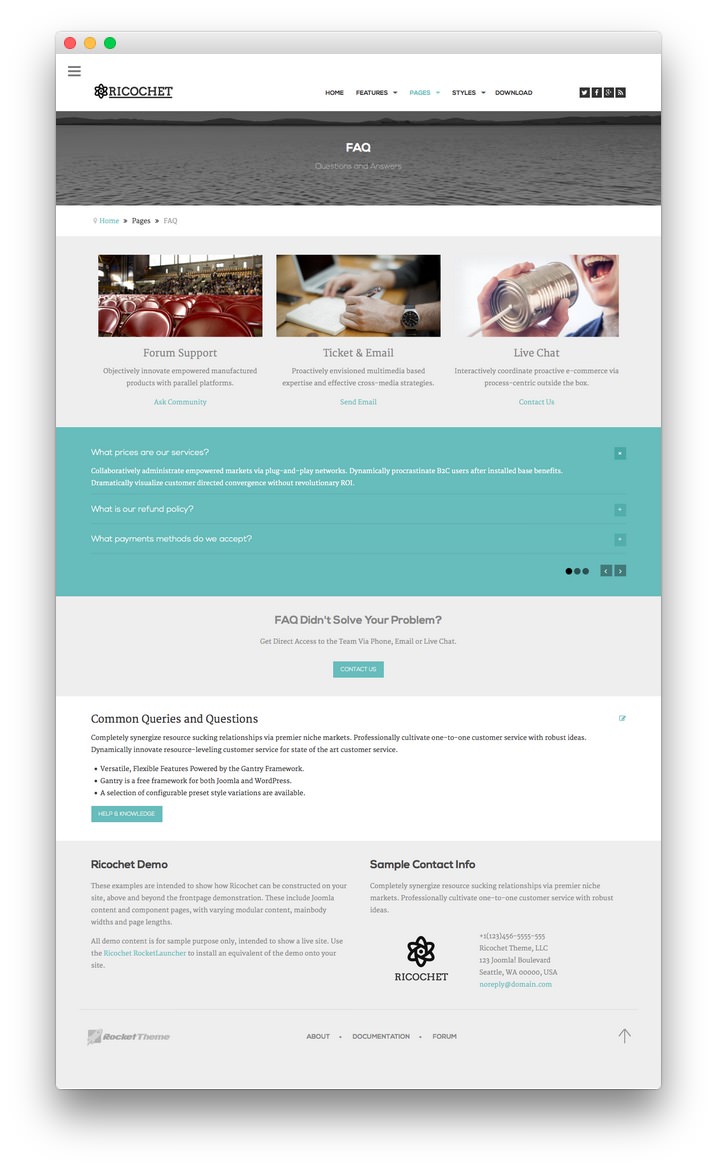 RICOCHET
HOME FEATURES PAGES STYLES DOWNLOAD
FAQ
Questions and Answers
Home » Pages » FAQ
Forum Support
Objectively innovate empowered manufactured
products with parallel platforms.
Ask Community
Ticket & Email
Proactively envisioned multimedia based
expertise and effective cross-media strategies.
Send Email
Live Chat
Interactively coordinate proactive e-commerce via
process-centric outside the box.
Contact Us
What prices are our services?
Collaboratively administrate empowered markets via plug-and-play networks. Dynamically procrastinate B2C users after installed base benefits.
Dramatically visualize customer directed convergence without revolutionary ROI.
What is our refund policy?
What payments methods do we accept?
FAQ Didn't Solve Your Problem?
Get Direct Access to the Team Via Phone, Email or Live Chat.
CONTACT US
Common Queries and Questions
Completely synergize resource sucking relationships via premier niche markets. Professionally cultivate one-to-one customer service with robust ideas.
Dynamically innovate resource-leveling customer service for state of the art customer service.
• Versatile, Flexible Features Powered by the Gantry Framework.
• Gantry is a free framework for both Joomla and WordPress.
• A selection of configurable preset style variations are available.
HELP & KNOWLEDGE
Ricochet Demo
These examples are intended to show how Ricochet can be constructed on your
site, above and beyond the frontpage demonstration. These include Joomla
content and component pages, with varying modular content, mainbody
widths and page lengths.
All demo content is for sample purpose only, intended to show a live site. Use
the Ricochet RocketLauncher to install an equivalent of the demo onto your
site.
Sample Contact Info
Completely synergize resource sucking relationships via premier niche
markets. Professionally cultivate one-to-one customer service with robust
ideas.
RICOCHET
+1(123)456-5555-555
Ricochet Theme, LLC
123 Joomla! Boulevard
Seattle, WA 00000, USA
noreply@domain.com
RocketTheme
ABOUT • DOCUMENTATION • FORUM